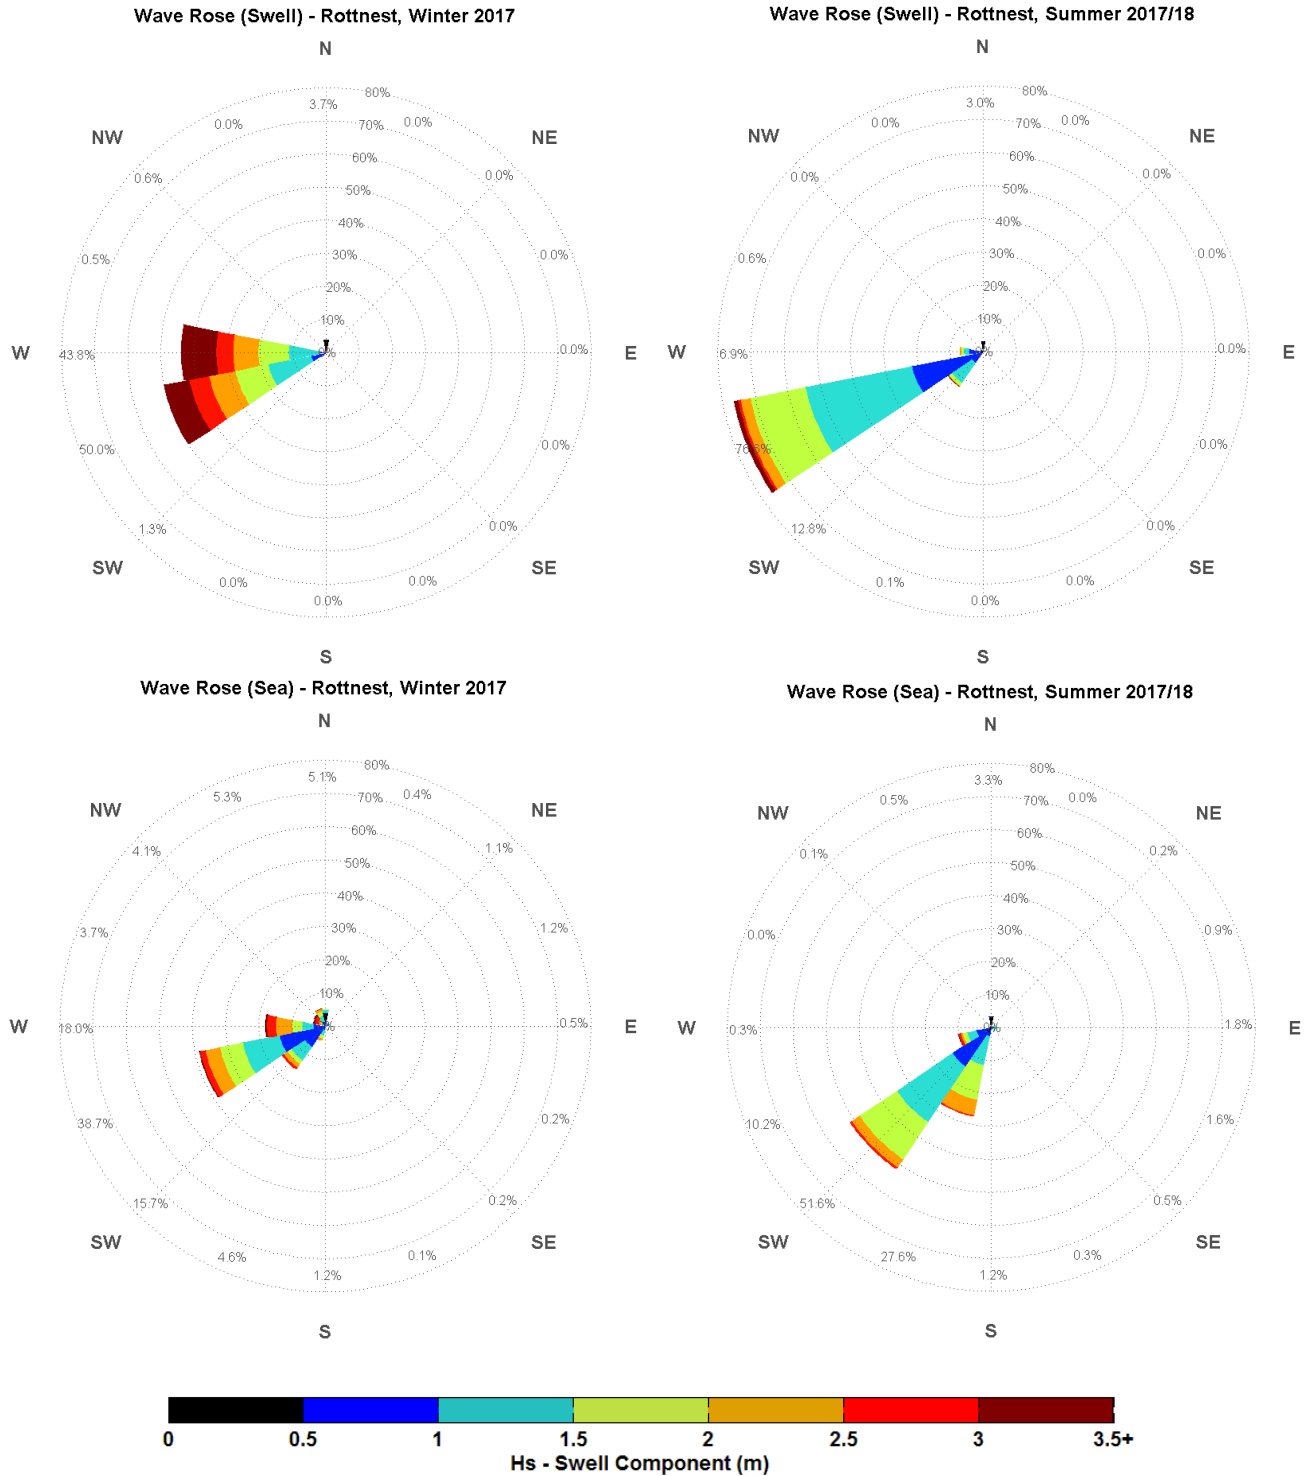 Wave Rose (Swell) - Rottnest, Winter 2017
N
80%
3.7%
0.0%
0.0%
70%
NW
NE
60%
0.6%
0.0%
50%
40%
0.5%
30%
0.0%
20%
10%
W
43.8%
0%
0.0%
E
50.0%
0.0%
1.3%
0.0%
SW
SE
0.0%
0.0%
0.0%
S
Wave Rose (Swell) - Rottnest, Summer 2017/18
N
80%
3.0%
0.0%
0.0%
70%
NW
NE
60%
0.0%
0.0%
50%
40%
0.6%
30%
0.0%
20%
10%
W
6.9%
0%
0.0%
E
76.6%
0.0%
12.8%
0.0%
SW
SE
0.1%
0.0%
0.0%
S
Wave Rose (Sea) - Rottnest, Winter 2017
N
80%
5.1%
5.3%
0.4%
70%
NW
NE
60%
4.1%
1.1%
50%
40%
3.7%
30%
1.2%
20%
10%
W
18.0%
0%
0.5%
E
38.7%
0.2%
15.7%
0.2%
SW
SE
4.6%
0.1%
1.2%
S
Wave Rose (Sea) - Rottnest, Summer 2017/18
N
80%
3.3%
0.5%
0.0%
70%
NW
NE
60%
0.1%
0.2%
50%
40%
0.0%
30%
0.9%
20%
10%
W
0.3%
0%
1.8%
E
10.2%
1.6%
51.6%
0.5%
SW
SE
27.6%
0.3%
1.2%
S
0 0.5 1 1.5 2 2.5 3 3.5+
Hs - Swell Component (m)